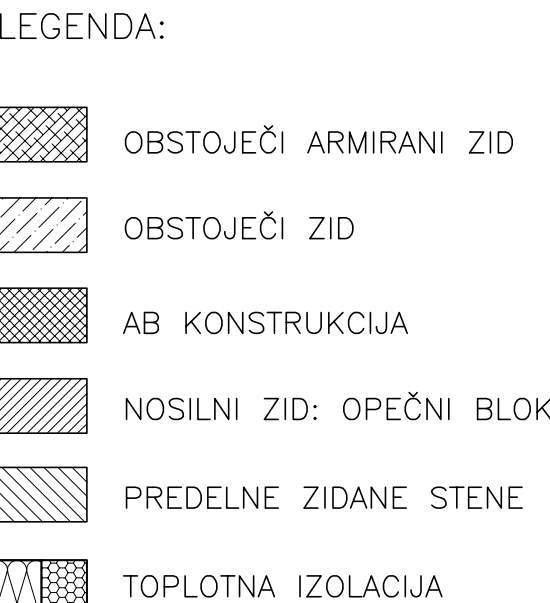 LEGENDA:
OBSTOJEČI ARMIRANI ZID
OBSTOJEČI ZID
AB KONSTRUKCIJA
NOSILNI ZID: OPEČNI BLOK
PREDELNE ZIDANE STENE
TOPLOTNA IZOLACIJA